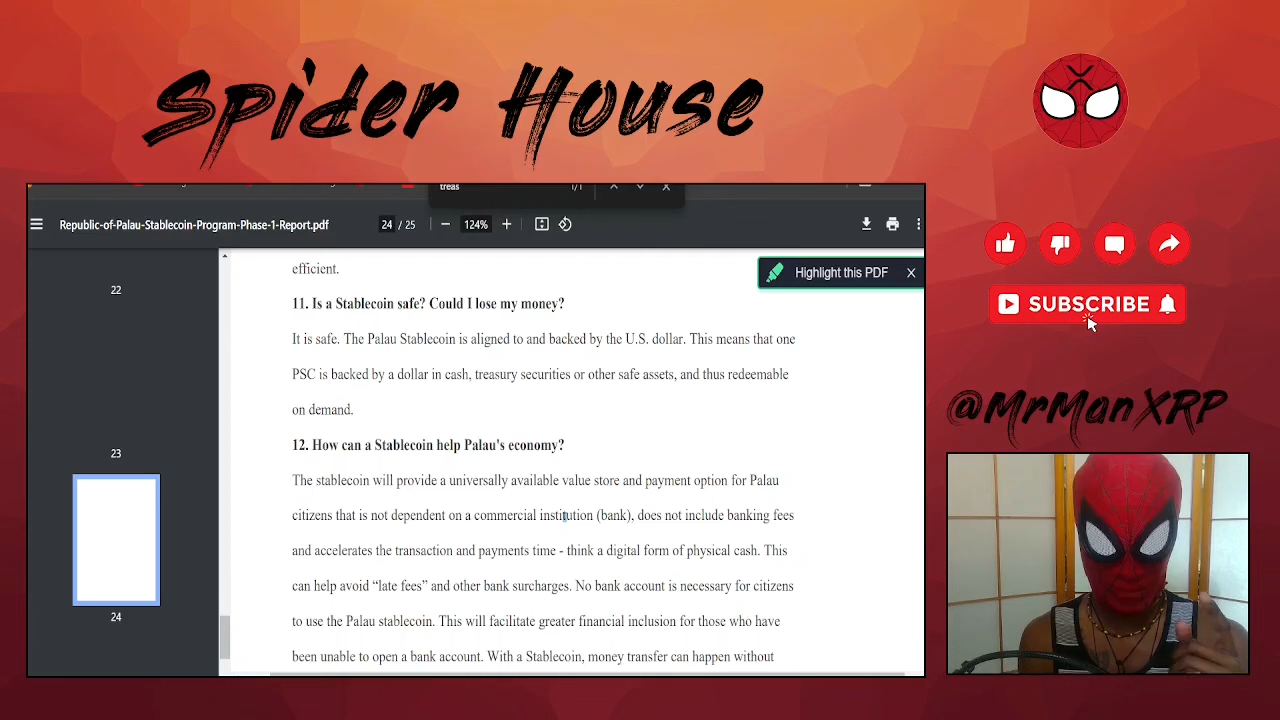 Spider House
treas 1/1
Republic-of-Palau-Stablecoin-Program-Phase-1-Report.pdf 24 / 25 124%
Highlight this PDF X
22
23
24
efficient.
11. Is a Stablecoin safe? Could I lose my money?
It is safe. The Palau Stablecoin is aligned to and backed by the U.S. dollar. This means that one
PSC is backed by a dollar in cash, treasury securities or other safe assets, and thus redeemable
on demand.
12. How can a Stablecoin help Palau's economy?
The stablecoin will provide a universally available value store and payment option for Palau
citizens that is not dependent on a commercial institution (bank), does not include banking fees
and accelerates the transaction and payments time - think a digital form of physical cash. This
can help avoid “late fees” and other bank surcharges. No bank account is necessary for citizens
to use the Palau stablecoin. This will facilitate greater financial inclusion for those who have
been unable to open a bank account. With a Stablecoin, money transfer can happen without
SUBSCRIBE
@MrManXRP